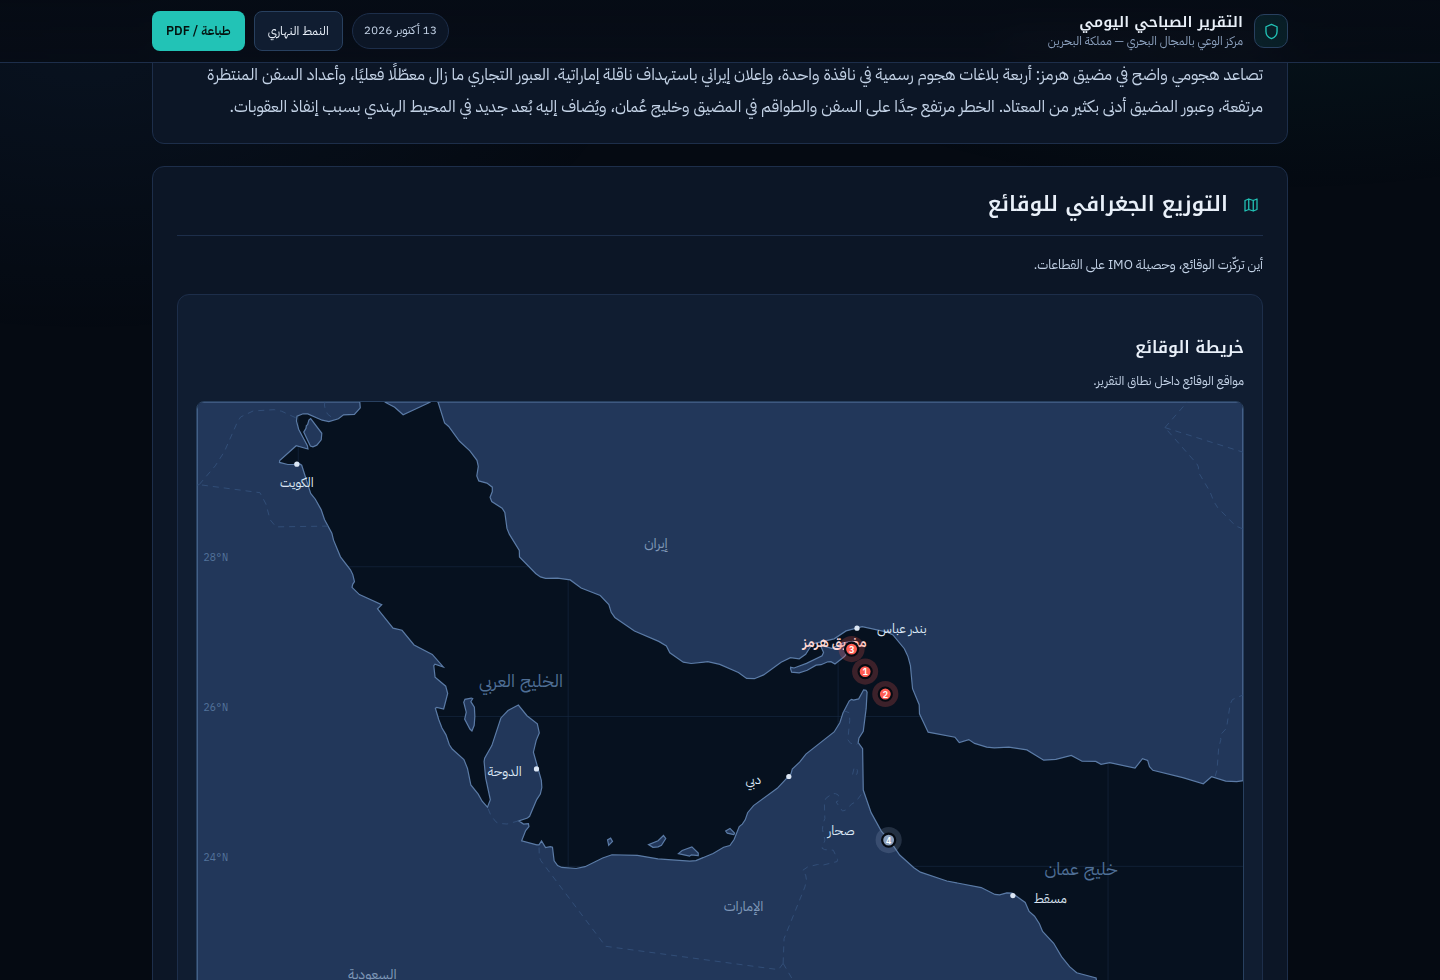 التقرير الصباحي اليومي
مركز الوعي بالمجال البحري — مملكة البحرين
13 أكتوبر 2026
النمط النهاري
طباعة / PDF
تصاعد هجومي واضح في مضيق هرمز: أربعة بلاغات هجوم رسمية في نافذة واحدة، وإعلان إيراني باستهداف ناقلة إماراتية. العبور التجاري ما زال معطّلًا فعليًا، وأعداد السفن المنتظرة
مرتفعة، وعبور المضيق أدنى بكثير من المعتاد. الخطر مرتفع جدًا على السفن والطواقم في المضيق وخليج عُمان، ويُضاف إليه بُعد جديد في المحيط الهندي بسبب إنفاذ العقوبات.
التوزيع الجغرافي للوقائع
أين تركّزت الوقائع، وحصيلة IMO على القطاعات.
خريطة الوقائع
مواقع الوقائع داخل نطاق التقرير.
الكويت
28°N
إيران
بندر عباس
مضيق هرمز
3
1
2
الخليج العربي
26°N
الدوحة
دبي
صحار
4
24°N
خليج عمان
مسقط
الإمارات
السعودية